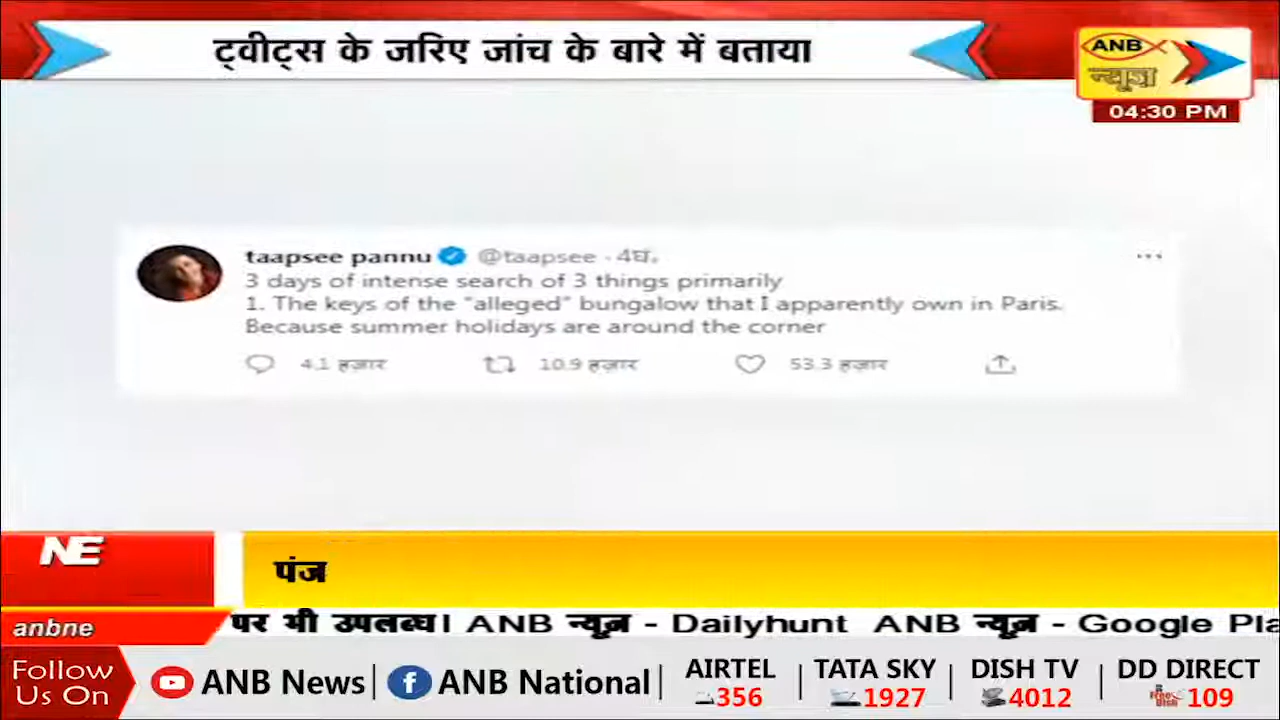 ट्वीट्स के जरिए जांच के बारे में बताया
ANB
न्यूज़
04:30 PM
taapsee pannu @taapsee · 4घं.
3 days of intense search of 3 things primarily
1. The keys of the "alleged" bungalow that I apparently own in Paris.
Because summer holidays are around the corner
4.1 हज़ार 10.9 हज़ार 53.3 हज़ार
NE
पंज
anbne
पर भी उपलब्ध। ANB न्यूज़ - Dailyhunt ANB न्यूज़ - Google Pla
Follow
Us On
ANB News
ANB National
AIRTEL
356
TATA SKY
1927
DISH TV
4012
DD DIRECT
109